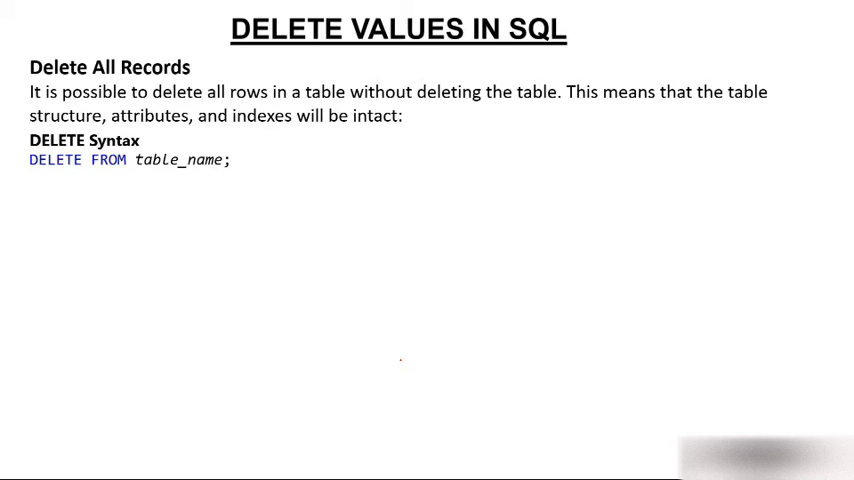 DELETE VALUES IN SQL
Delete All Records
It is possible to delete all rows in a table without deleting the table. This means that the table
structure, attributes, and indexes will be intact:
DELETE Syntax
DELETE FROM table_name;